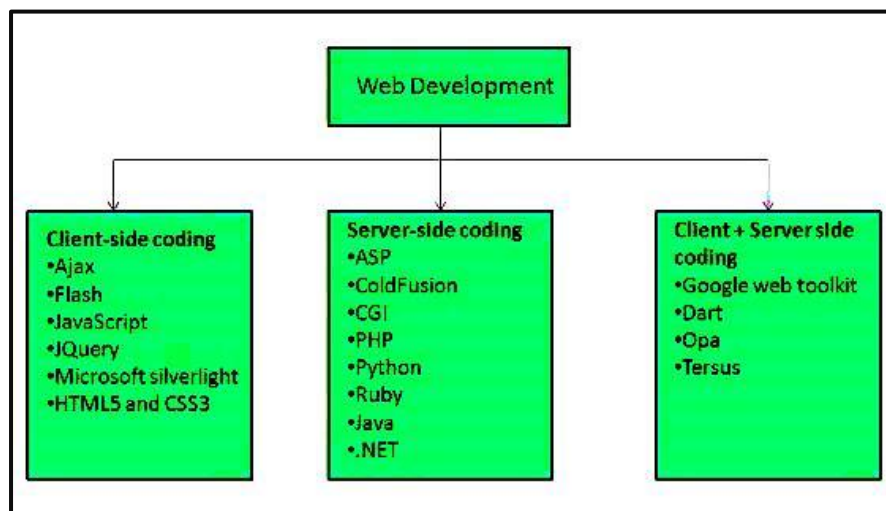 Web Development
Client-side coding
•Ajax
•Flash
•JavaScript
•JQuery
•Microsoft silverlight
•HTML5 and CSS3
Server-side coding
•ASP
•ColdFusion
•CGI
•PHP
•Python
•Ruby
•Java
•.NET
Client + Server side
coding
•Google web toolkit
•Dart
•Opa
•Tersus